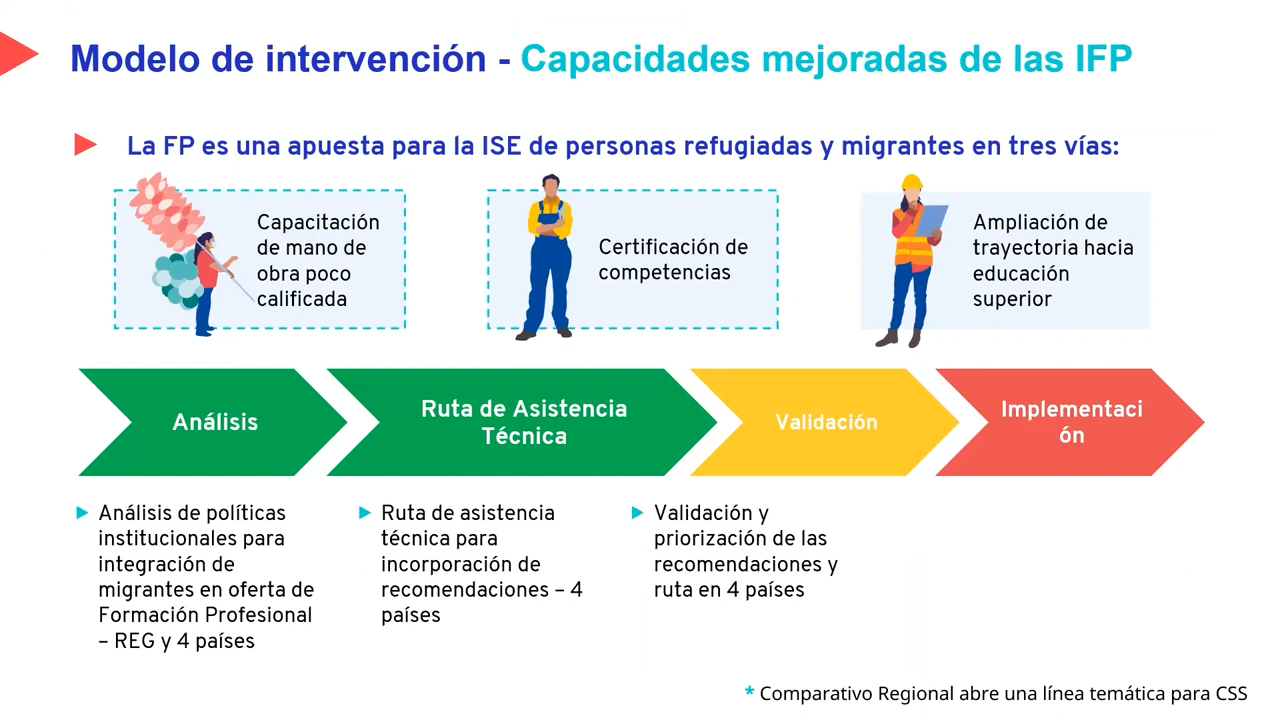 Modelo de intervención - Capacidades mejoradas de las IFP
La FP es una apuesta para la ISE de personas refugiadas y migrantes en tres vías:
Capacitación
de mano de
obra poco
calificada
Certificación de
competencias
Ampliación de
trayectoria hacia
educación
superior
Análisis
Ruta de Asistencia
Técnica
Validación
Implementaci
ón
Análisis de políticas
institucionales para
integración de
migrantes en oferta de
Formación Profesional
– REG y 4 países
Ruta de asistencia
técnica para
incorporación de
recomendaciones – 4
países
Validación y
priorización de las
recomendaciones y
ruta en 4 países
* Comparativo Regional abre una línea temática para CSS